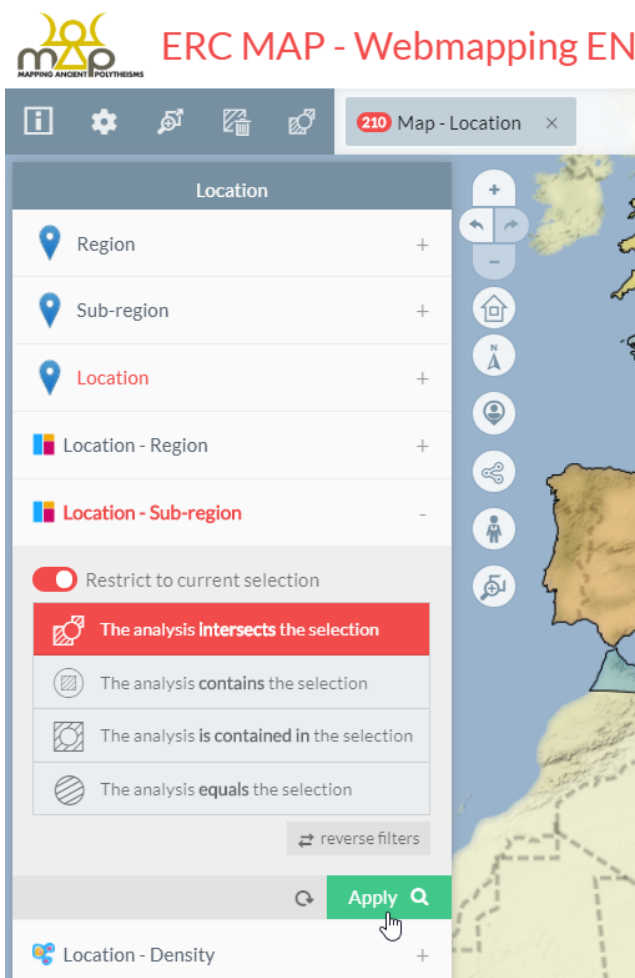 map
MAPPING ANCIENT POLYTHEISMS
ERC MAP - Webmapping EN
210 Map - Location ×
Location
Region +
Sub-region +
Location +
Location - Region +
Location - Sub-region -
Restrict to current selection
The analysis intersects the selection
The analysis contains the selection
The analysis is contained in the selection
The analysis equals the selection
reverse filters
Apply
Location - Density +
+
-
N